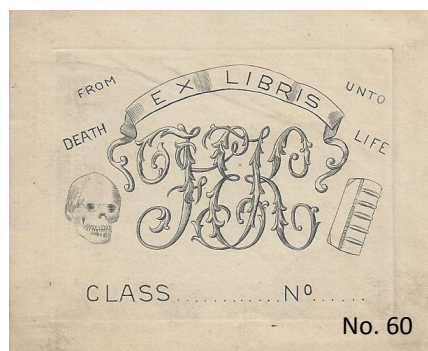 FROM
EX LIBRIS
UNTO
DEATH
LIFE
CLASS............Nº......
No. 60